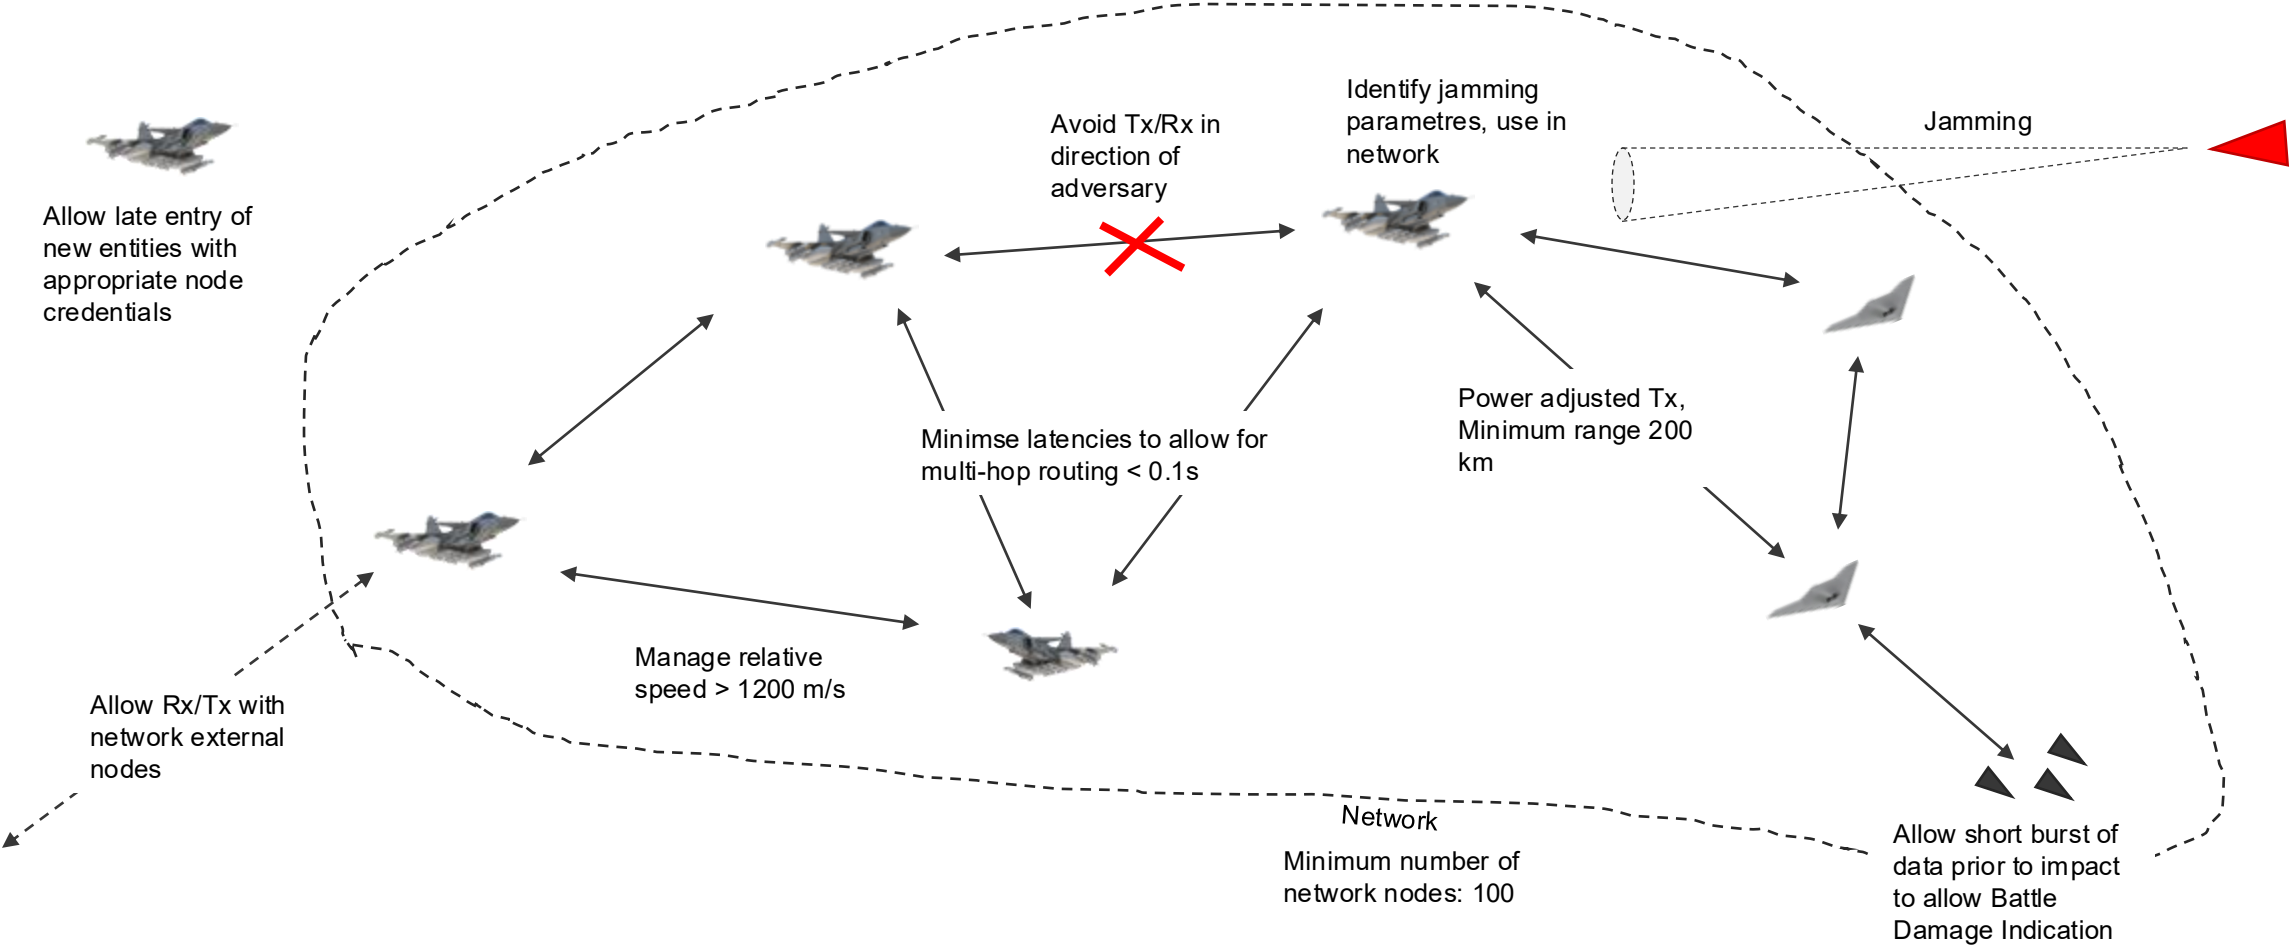 Identify jamming
parametres, use in
network
Jamming
Avoid Tx/Rx in
direction of
adversary
Allow late entry of
new entities with
appropriate node
credentials
Power adjusted Tx,
Minimum range 200
km
Minimse latencies to allow for
multi-hop routing < 0.1s
Manage relative
speed > 1200 m/s
Allow Rx/Tx with
network external
nodes
Network
Minimum number of
network nodes: 100
Allow short burst of
data prior to impact
to allow Battle
Damage Indication